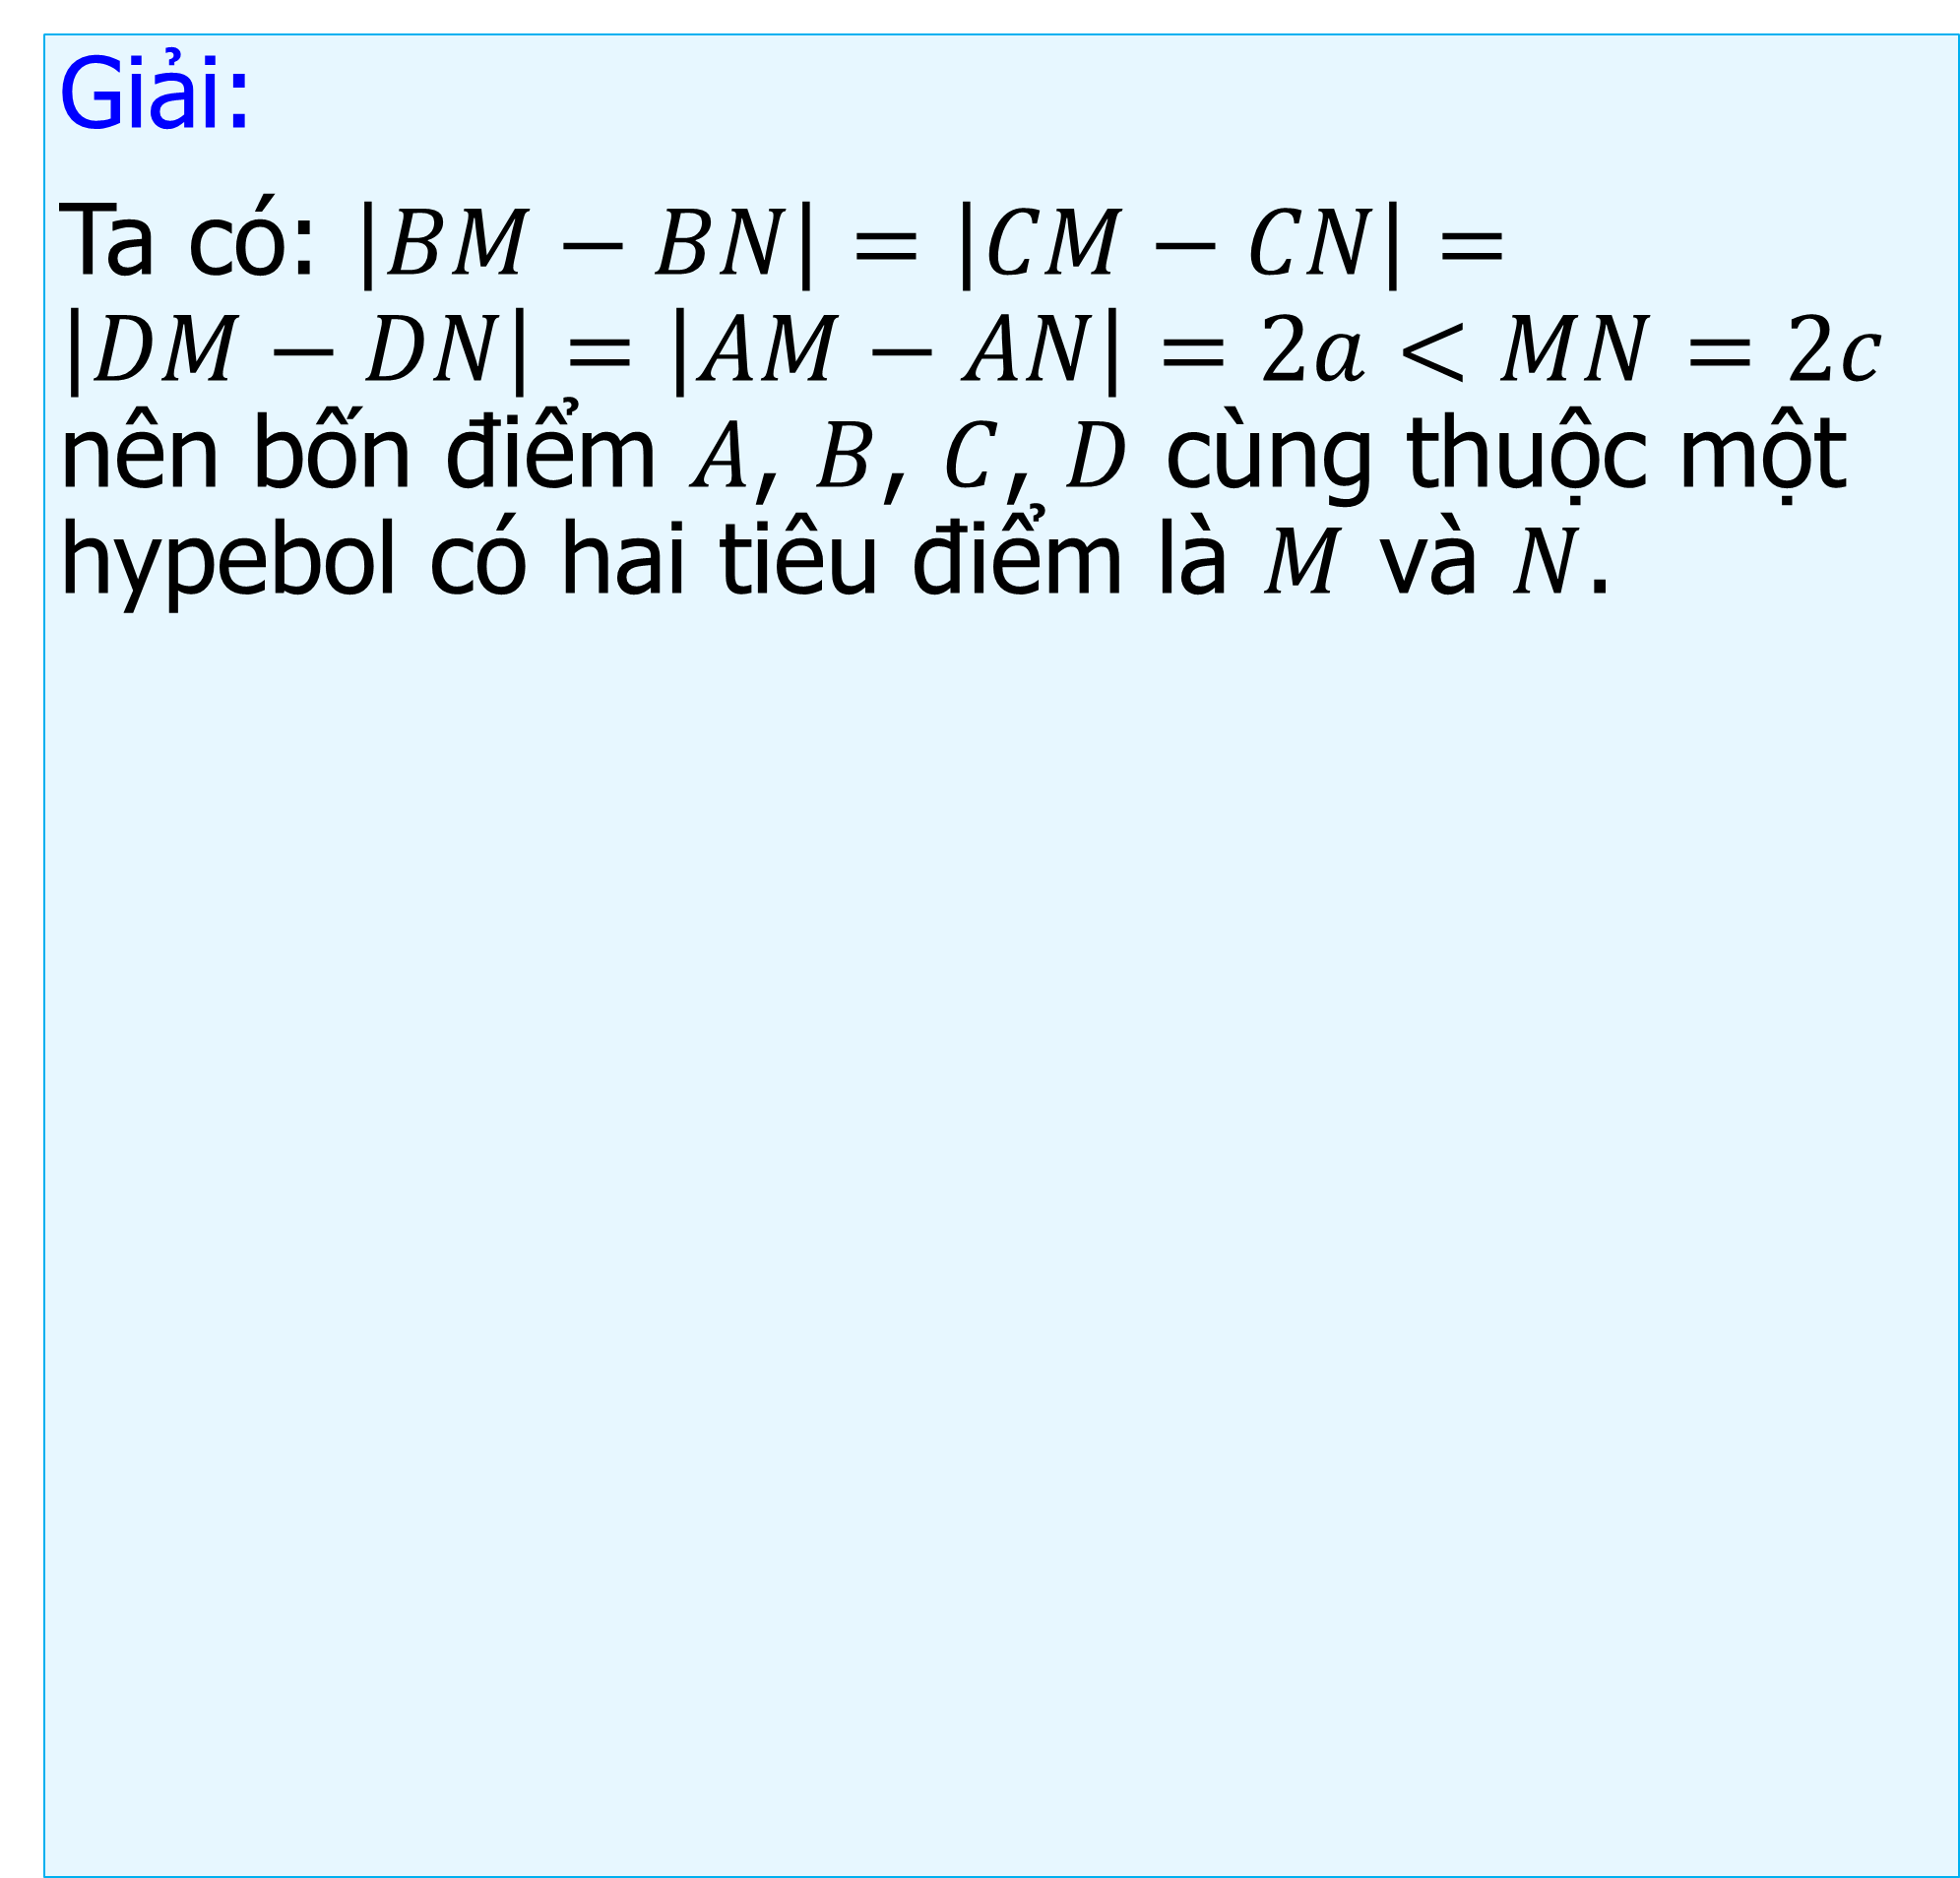 Giải:
Ta có: |BM − BN| = |CM − CN| =
|DM − DN| = |AM − AN| = 2a < MN = 2c
nên bốn điểm A, B, C, D cùng thuộc một
hypebol có hai tiêu điểm là M và N.